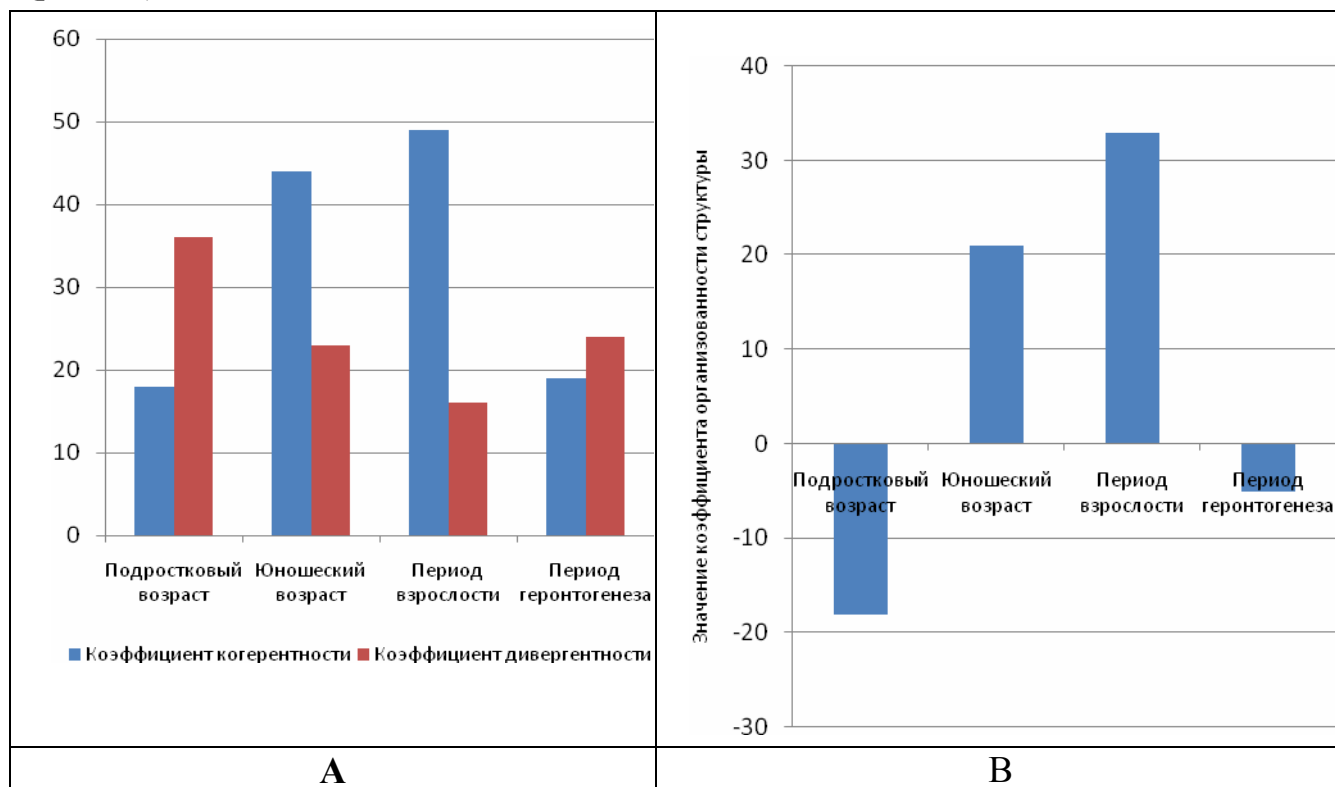 60
50
40
30
20
10
0
Подростковый возраст
Юношеский возраст
Период взрослости
Период геронтогенеза
Коэффициент когерентности
Коэффициент дивергентности
А
Значение коэффициента организованности структуры
40
30
20
10
0
-10
-20
-30
Подростковый возраст
Юношеский возраст
Период взрослости
Период геронтогенеза
В